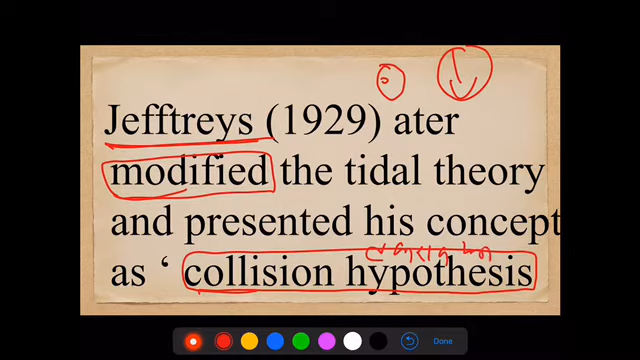 Jefftreys (1929) ater
modified the tidal theory
and presented his concept
as ‘ collision hypothesis
Done